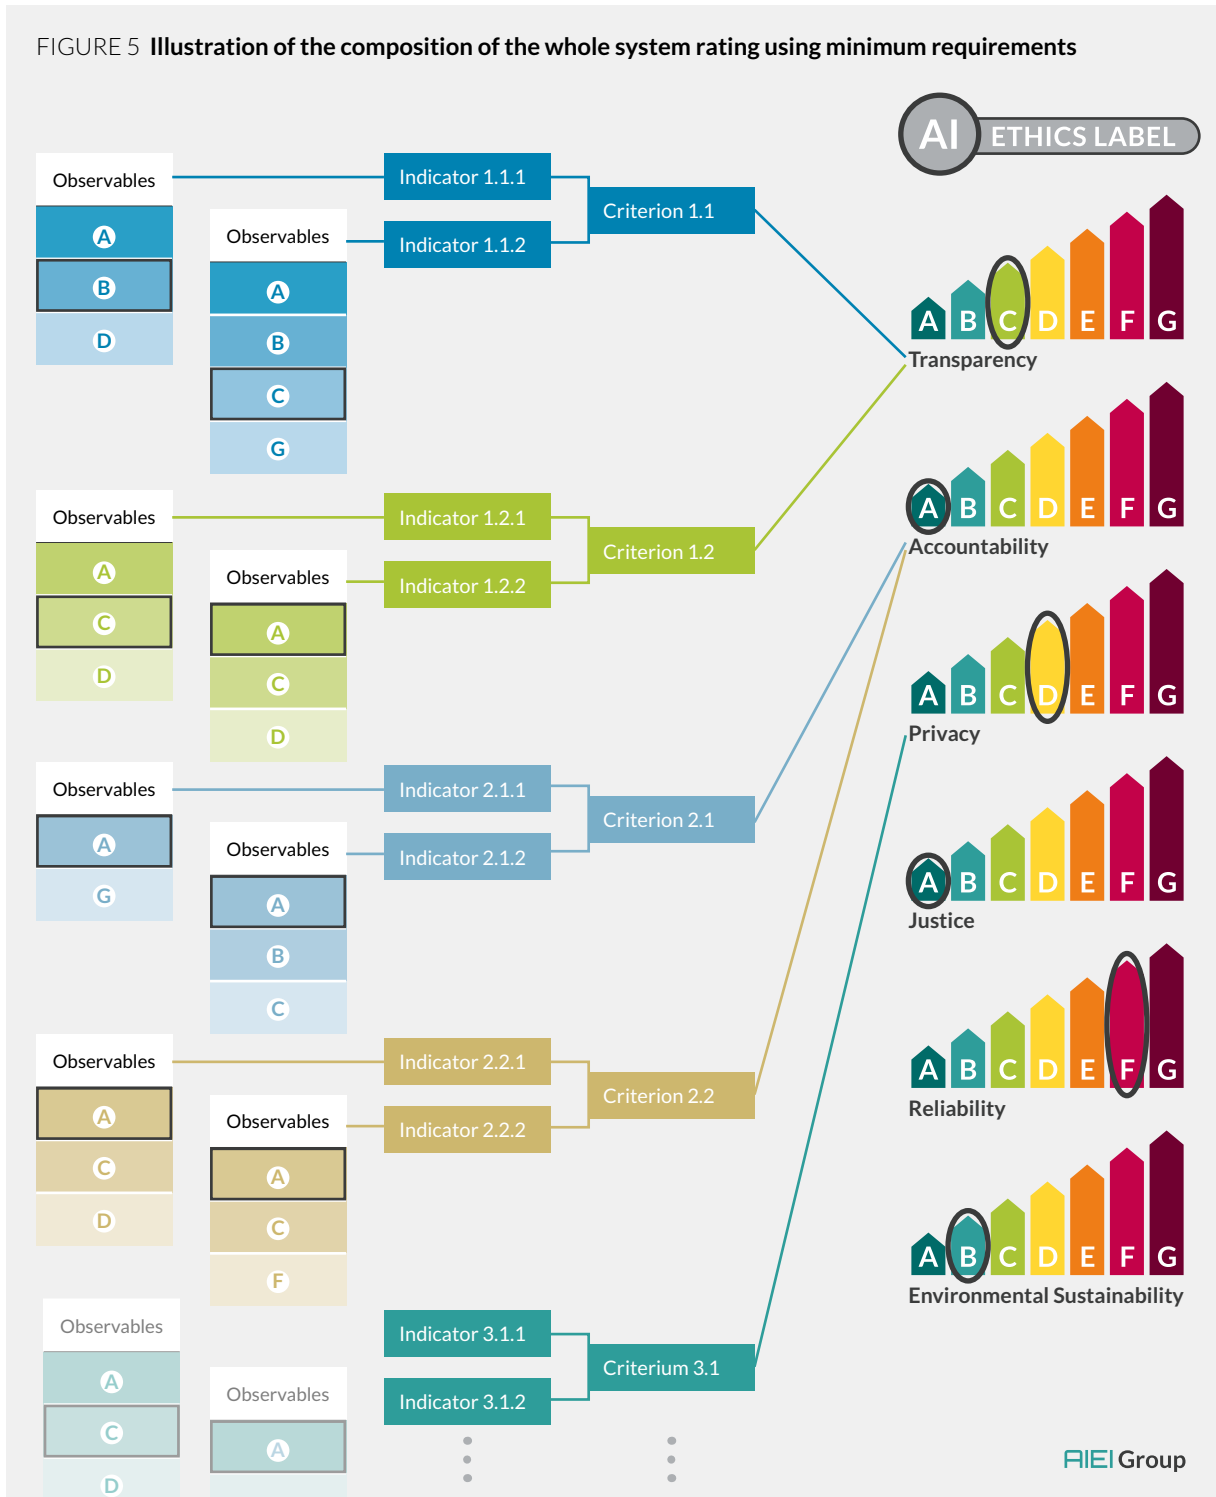 FIGURE 5 Illustration of the composition of the whole system rating using minimum requirements
AI ETHICS LABEL
Observables
A
B
D
Observables
A
B
C
G
Indicator 1.1.1
Indicator 1.1.2
Criterion 1.1
Observables
A
C
D
Observables
A
C
D
Indicator 1.2.1
Indicator 1.2.2
Criterion 1.2
Observables
A
G
Observables
A
B
C
Indicator 2.1.1
Indicator 2.1.2
Criterion 2.1
Observables
A
C
D
Observables
A
C
F
Indicator 2.2.1
Indicator 2.2.2
Criterion 2.2
Observables
A
C
D
Observables
A
Indicator 3.1.1
Indicator 3.1.2
Criterium 3.1
A B C D E F G
Transparency
A B C D E F G
Accountability
A B C D E F G
Privacy
A B C D E F G
Justice
A B C D E F G
Reliability
A B C D E F G
Environmental Sustainability
AIEI Group